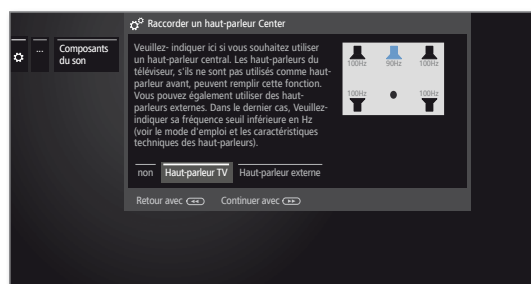 Raccorder un haut-parleur Center
... Composants
du son
Veuillez- indiquer ici si vous souhaitez utiliser
un haut-parleur central. Les haut-parleurs du
téléviseur, s'ils ne sont pas utilisés comme haut-
parleur avant, peuvent remplir cette fonction.
Vous pouvez également utiliser des haut-
parleurs externes. Dans le dernier cas, Veuillez-
indiquer sa fréquence seuil inférieure en Hz
(voir le mode d'emploi et les caractéristiques
techniques des haut-parleurs).
100Hz 90Hz 100Hz
100Hz 100Hz
non Haut-parleur TV Haut-parleur externe
Retour avec Continuer avec